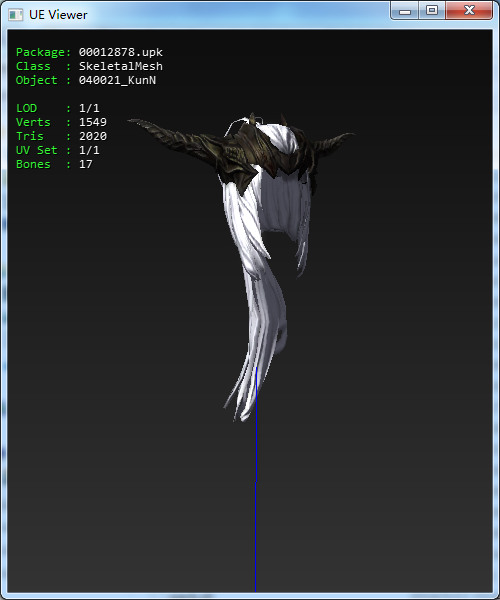 UE Viewer
Package: 00012878.upk
Class  : SkeletalMesh
Object : 040021_KunN
LOD    : 1/1
Verts  : 1549
Tris   : 2020
UV Set : 1/1
Bones  : 17